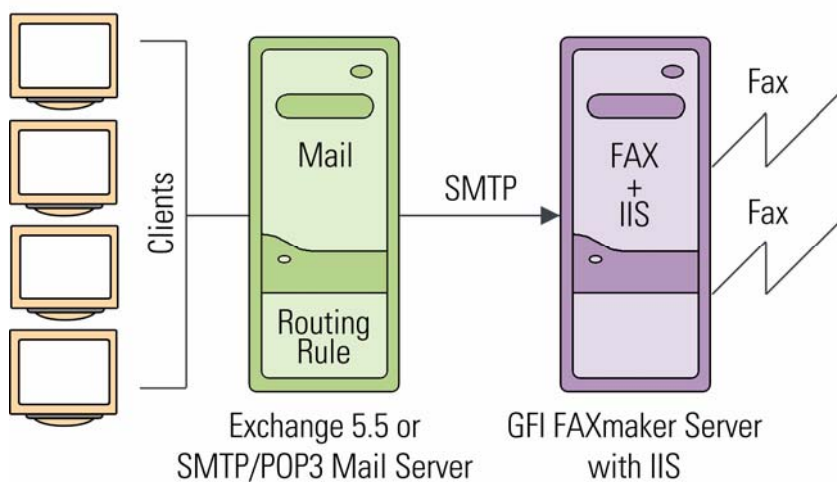 Clients
Mail
Routing
Rule
Exchange 5.5 or
SMTP/POP3 Mail Server
SMTP
FAX
+
IIS
GFI FAXmaker Server
with IIS
Fax
Fax